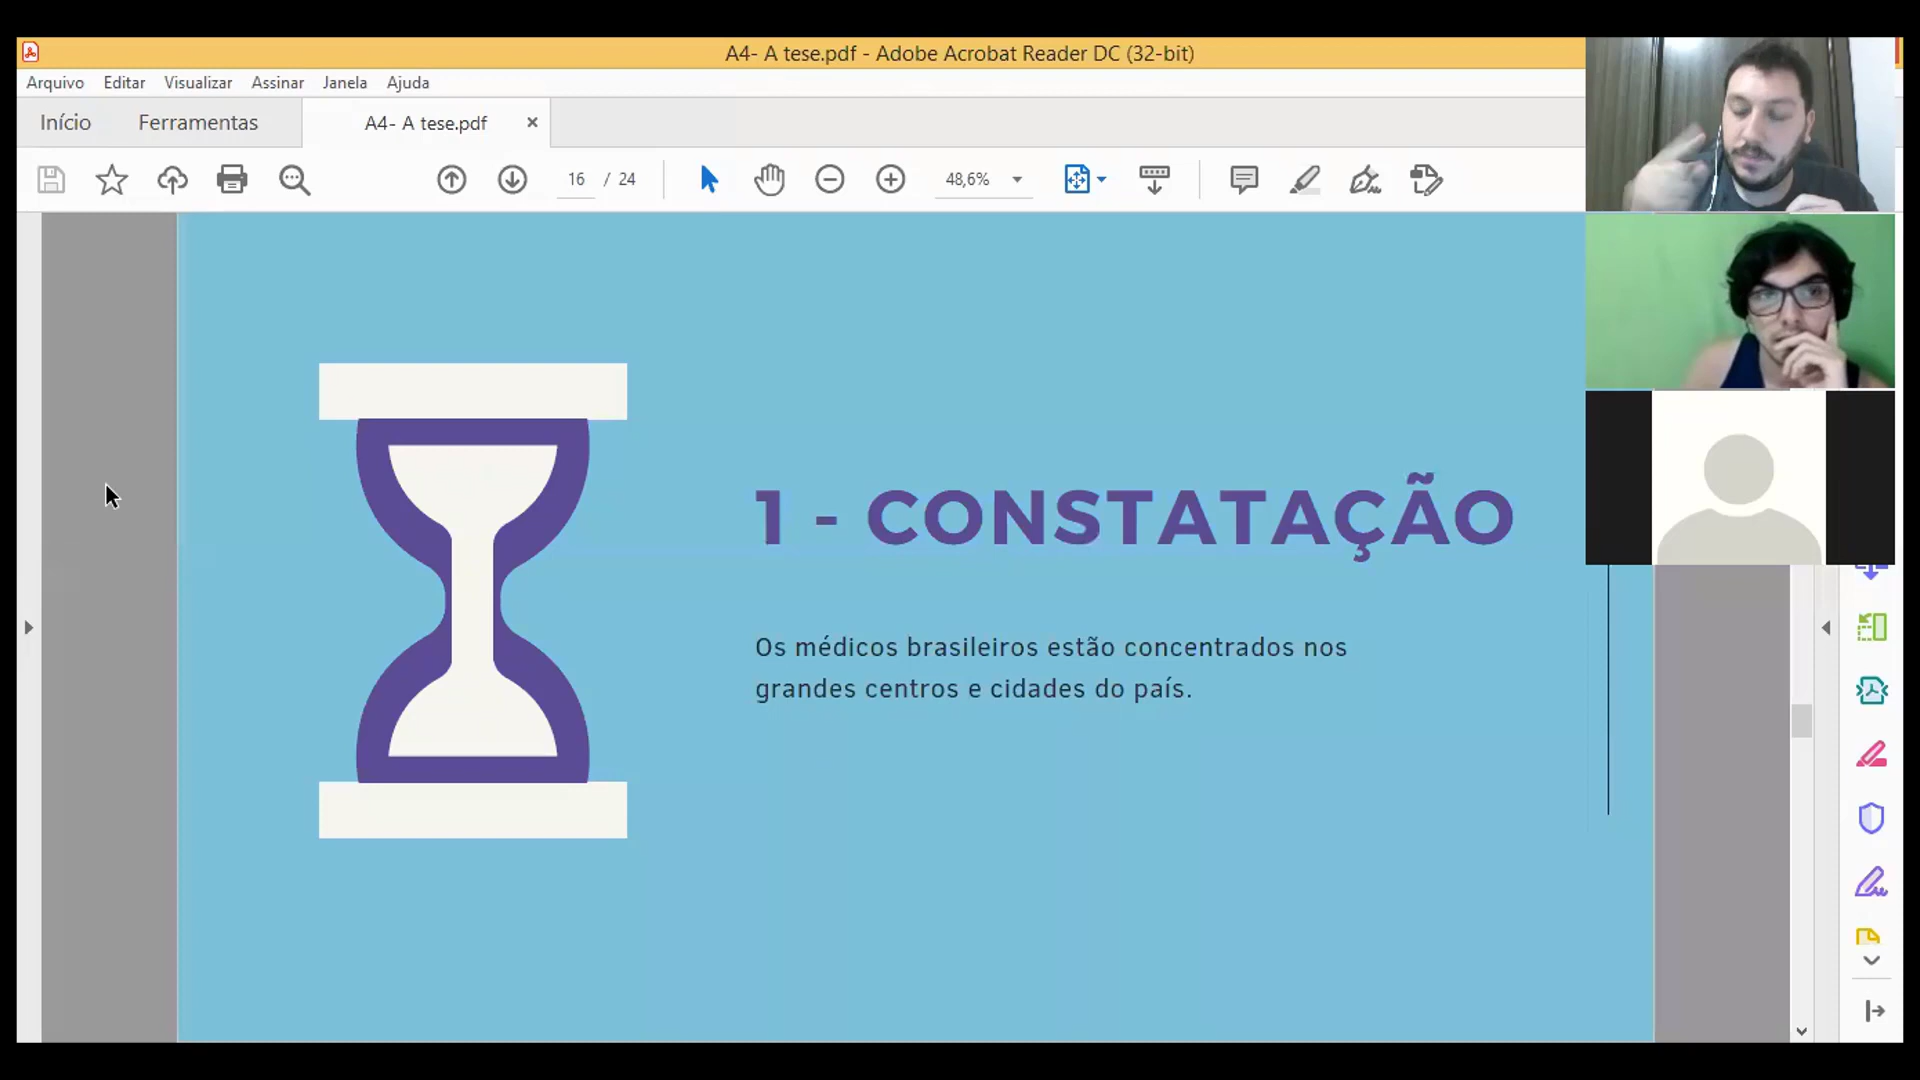 A4- A tese.pdf - Adobe Acrobat Reader DC (32-bit)
Arquivo Editar Visualizar Assinar Janela Ajuda
Início Ferramentas A4- A tese.pdf
16 / 24 48,6%
1 - CONSTATAÇÃO
Os médicos brasileiros estão concentrados nos
grandes centros e cidades do país.